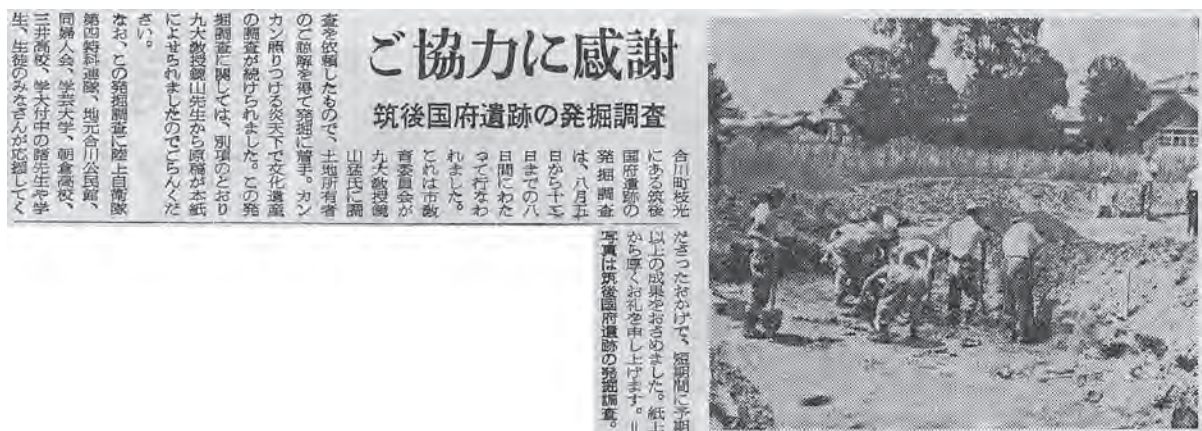 ご協力に感謝
筑後国府遺跡の発掘調査
合川町枝光
にある筑後
国府遺跡の
発掘調査
は、八月五
日から十二
日までの八
日間にわた
って行なわ
れました。
これは市教
育委員会が
九大教授鏡
山猛氏に調
査を依頼したもので、土地所有者
のご諒解を得て発掘に着手。カン
カン照りつける炎天下で文化遺産
の調査が続けられました。この発
掘調査に関しては、別項のとおり
九大教授鏡山先生から原稿が本紙
によせられましたのでごらんくだ
さい。
なお、この発掘調査に陸上自衛隊
第四特科連隊、地元合川公民館、
同婦人会、学芸大学、朝倉高校、
三井高校、学大付中の諸先生や学
生、生徒のみなさんが応援してく
ださったおかげで、短期間に予期
以上の成果をおさめました。紙上
から厚くお礼を申し上げます。＝
写真は筑後国府遺跡の発掘調査。